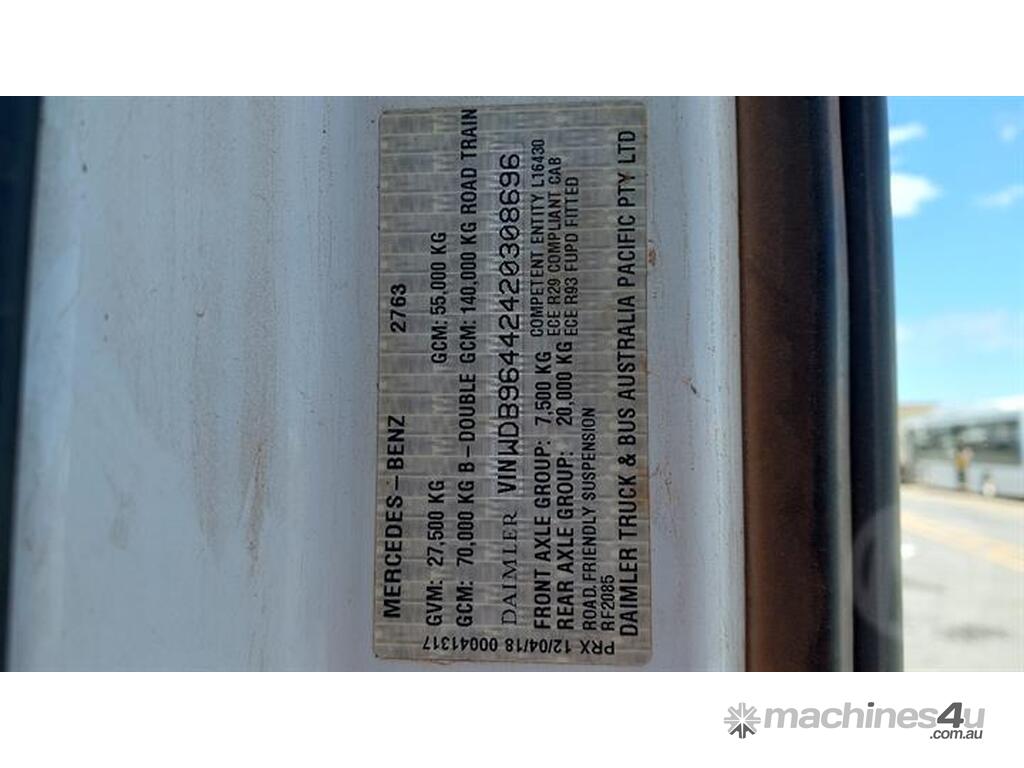 MERCEDES-BENZ 2763
GVM: 27,500 KG GCM: 55,000 KG
GCM: 70,000 KG B-DOUBLE GCM: 140,000 KG ROAD TRAIN
DAIMLER VIN WDB96442420308696
FRONT AXLE GROUP: 7,500 KG COMPETENT ENTITY L16430
REAR AXLE GROUP: 20,000 KG ECE R29 COMPLIANT CAB
ROAD FRIENDLY SUSPENSION ECE R93 FUPD FITTED
RF2085
DAIMLER TRUCK & BUS AUSTRALIA PACIFIC PTY LTD
PRX 12/04/18 00041317
machines4u
.com.au